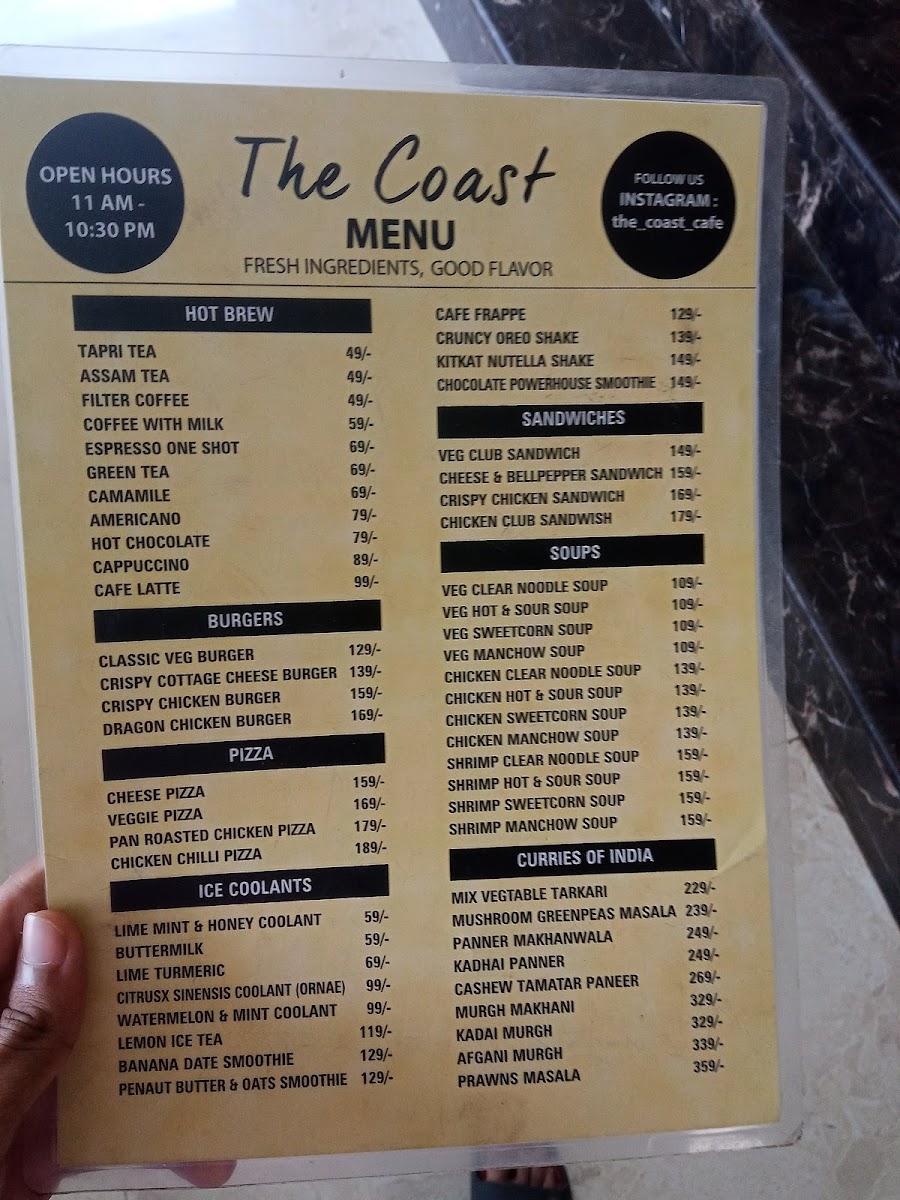 OPEN HOURS
11 AM -
10:30 PM
The Coast
MENU
FRESH INGREDIENTS, GOOD FLAVOR
FOLLOW US
INSTAGRAM :
the_coast_cafe
HOT BREW
TAPRI TEA 49/-
ASSAM TEA 49/-
FILTER COFFEE 49/-
COFFEE WITH MILK 59/-
ESPRESSO ONE SHOT 69/-
GREEN TEA 69/-
CAMAMILE 69/-
AMERICANO 79/-
HOT CHOCOLATE 79/-
CAPPUCCINO 89/-
CAFE LATTE 99/-
BURGERS
CLASSIC VEG BURGER 129/-
CRISPY COTTAGE CHEESE BURGER 139/-
CRISPY CHICKEN BURGER 159/-
DRAGON CHICKEN BURGER 169/-
PIZZA
CHEESE PIZZA 159/-
VEGGIE PIZZA 169/-
PAN ROASTED CHICKEN PIZZA 179/-
CHICKEN CHILLI PIZZA 189/-
ICE COOLANTS
LIME MINT & HONEY COOLANT 59/-
BUTTERMILK 59/-
LIME TURMERIC 69/-
CITRUSX SINENSIS COOLANT (ORNAE) 99/-
WATERMELON & MINT COOLANT 99/-
LEMON ICE TEA 119/-
BANANA DATE SMOOTHIE 129/-
PENAUT BUTTER & OATS SMOOTHIE 129/-
CAFE FRAPPE 129/-
CRUNCY OREO SHAKE 139/-
KITKAT NUTELLA SHAKE 149/-
CHOCOLATE POWERHOUSE SMOOTHIE 149/-
SANDWICHES
VEG CLUB SANDWICH 149/-
CHEESE & BELLPEPPER SANDWICH 159/-
CRISPY CHICKEN SANDWICH 169/-
CHICKEN CLUB SANDWISH 179/-
SOUPS
VEG CLEAR NOODLE SOUP 109/-
VEG HOT & SOUR SOUP 109/-
VEG SWEETCORN SOUP 109/-
VEG MANCHOW SOUP 109/-
CHICKEN CLEAR NOODLE SOUP 139/-
CHICKEN HOT & SOUR SOUP 139/-
CHICKEN SWEETCORN SOUP 139/-
CHICKEN MANCHOW SOUP 139/-
SHRIMP CLEAR NOODLE SOUP 159/-
SHRIMP HOT & SOUR SOUP 159/-
SHRIMP SWEETCORN SOUP 159/-
SHRIMP MANCHOW SOUP 159/-
CURRIES OF INDIA
MIX VEGTABLE TARKARI 229/-
MUSHROOM GREENPEAS MASALA 239/-
PANNER MAKHANWALA 249/-
KADHAI PANNER 249/-
CASHEW TAMATAR PANEER 269/-
MURGH MAKHANI 329/-
KADAI MURGH 329/-
AFGANI MURGH 339/-
PRAWNS MASALA 359/-